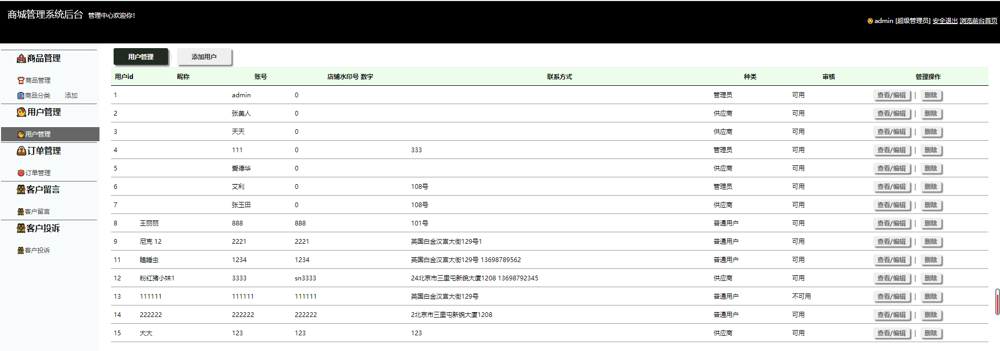 商城管理系统后台 管理中心欢迎你!
admin [超级管理员] 安全退出 浏览前台首页
商品管理
商品管理
商品分类 添加
用户管理
用户管理
订单管理
订单管理
客户留言
客户留言
客户投诉
客户投诉
用户管理 添加用户
用户id 昵称 账号 店铺水印号 数字 联系方式 种类 审核 管理操作
1 admin 0 管理员 可用 查看/编辑 | 删除
2 张美人 0 供应商 可用 查看/编辑 | 删除
3 天天 0 供应商 可用 查看/编辑 | 删除
4 111 0 333 管理员 可用 查看/编辑 | 删除
5 爱德华 0 供应商 可用 查看/编辑 | 删除
6 艾利 0 108号 管理员 可用 查看/编辑 | 删除
7 张玉田 0 108号 供应商 可用 查看/编辑 | 删除
8 王丽丽 888 888 101号 普通用户 可用 查看/编辑 | 删除
9 尼克 12 2221 2221 英国白金汉宫大街129号1 普通用户 可用 查看/编辑 | 删除
11 瞌睡虫 1234 1234 英国白金汉宫大街129号 13698789562 普通用户 可用 查看/编辑 | 删除
12 粉红猪小妹1 3333 sn3333 24北京市三里屯新貌大廈1208 13698792345 供应商 可用 查看/编辑 | 删除
13 111111 111111 111111 英国白金汉宫大街129号 普通用户 不可用 查看/编辑 | 删除
14 222222 222222 222222 2北京市三里屯新貌大廈1208 普通用户 可用 查看/编辑 | 删除
15 大大 123 123 123 供应商 可用 查看/编辑 | 删除